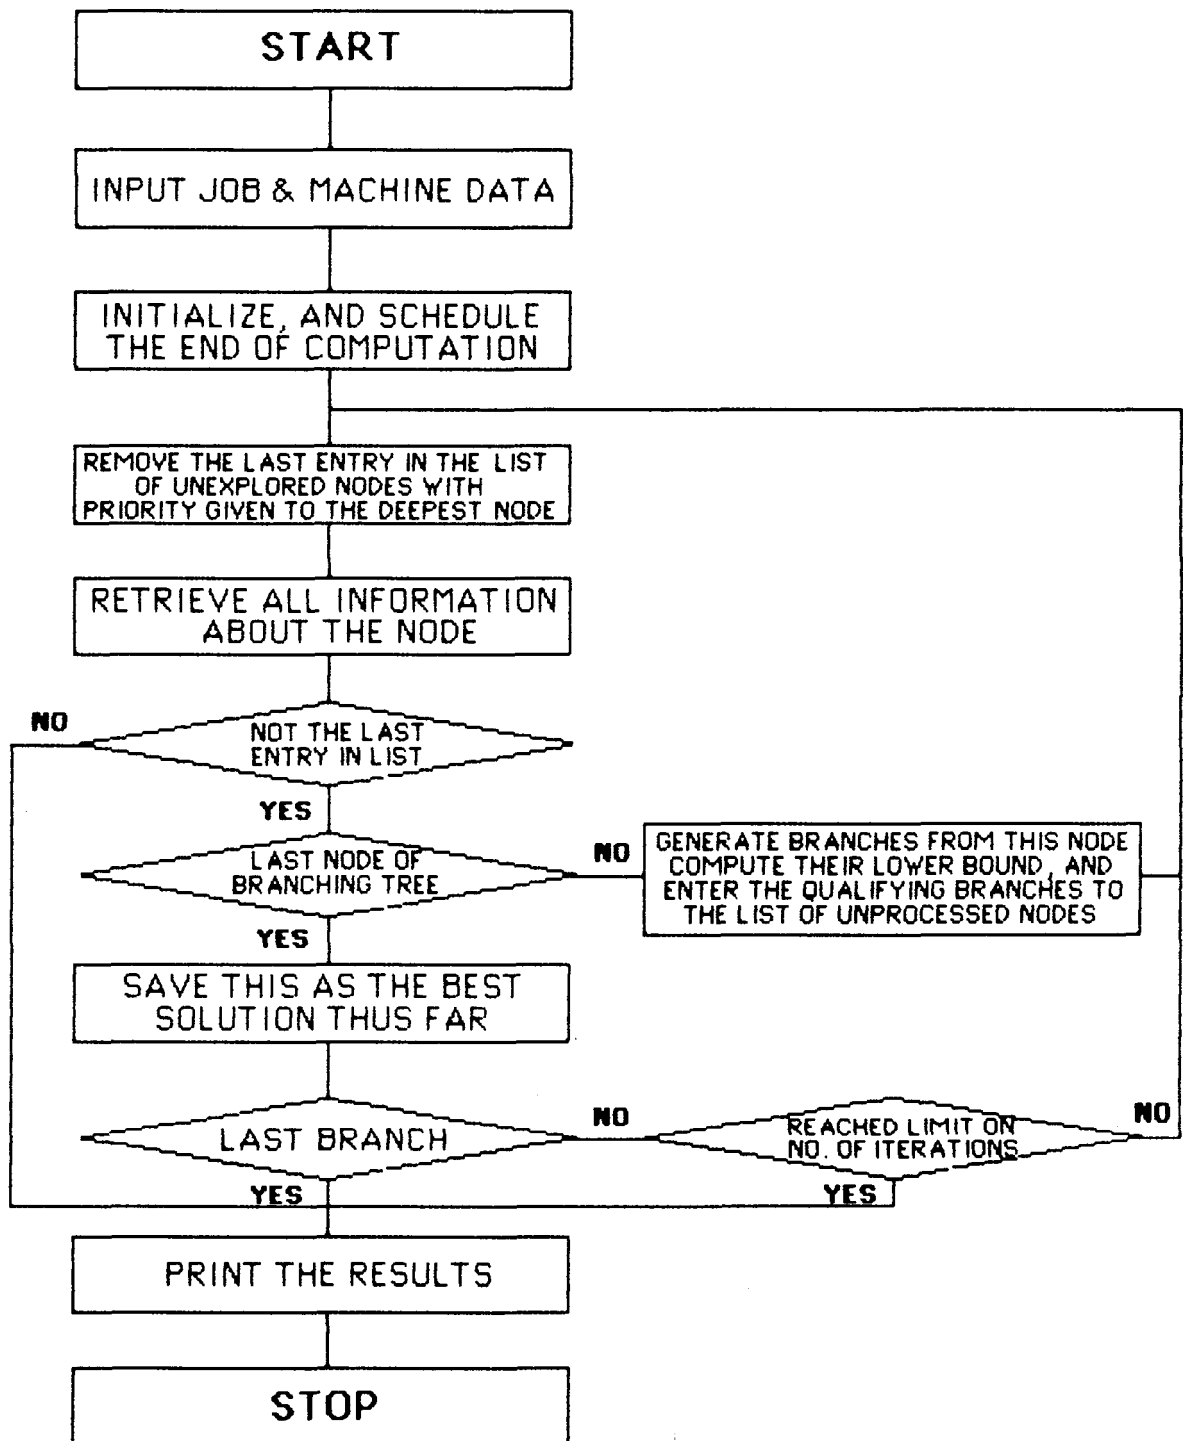 START
INPUT JOB & MACHINE DATA
INITIALIZE, AND SCHEDULE
THE END OF COMPUTATION
REMOVE THE LAST ENTRY IN THE LIST
OF UNEXPLORED NODES WITH
PRIORITY GIVEN TO THE DEEPEST NODE
RETRIEVE ALL INFORMATION
ABOUT THE NODE
NO
NOT THE LAST
ENTRY IN LIST
YES
LAST NODE OF
BRANCHING TREE
NO
GENERATE BRANCHES FROM THIS NODE
COMPUTE THEIR LOWER BOUND, AND
ENTER THE QUALIFYING BRANCHES TO
THE LIST OF UNPROCESSED NODES
YES
SAVE THIS AS THE BEST
SOLUTION THUS FAR
LAST BRANCH
NO
REACHED LIMIT ON
NO. OF ITERATIONS
NO
YES
YES
PRINT THE RESULTS
STOP